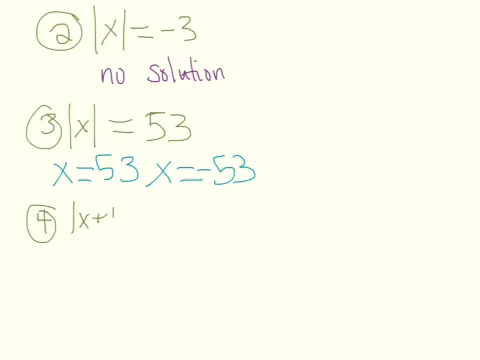 ② |x| = -3
no solution
③ |x| = 53
x=53 x=-53
④ |x+